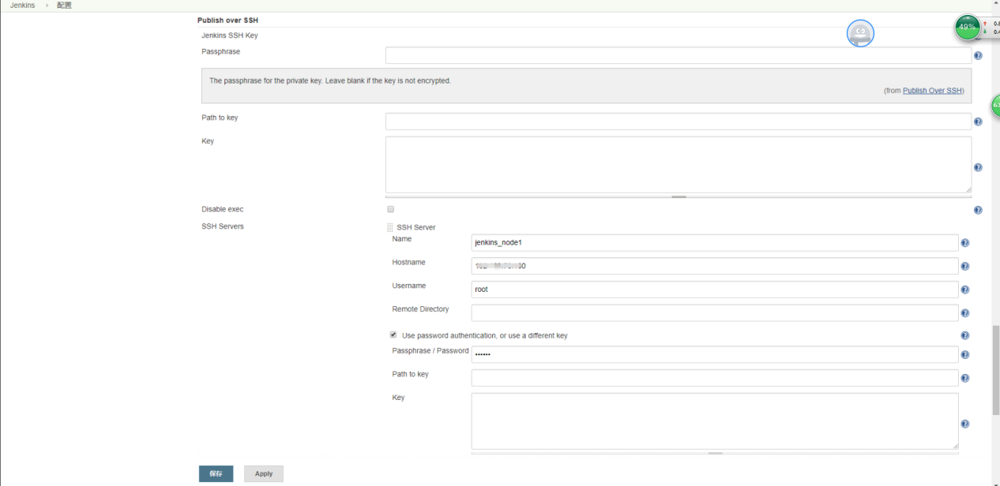 Jenkins › 配置
Publish over SSH
Jenkins SSH Key
49%
Passphrase
The passphrase for the private key. Leave blank if the key is not encrypted.
(from Publish Over SSH)
Path to key
Key
Disable exec
SSH Servers
SSH Server
Name
jenkins_node1
Hostname
Username
root
Remote Directory
Use password authentication, or use a different key
Passphrase / Password
••••••
Path to key
Key
保存
Apply